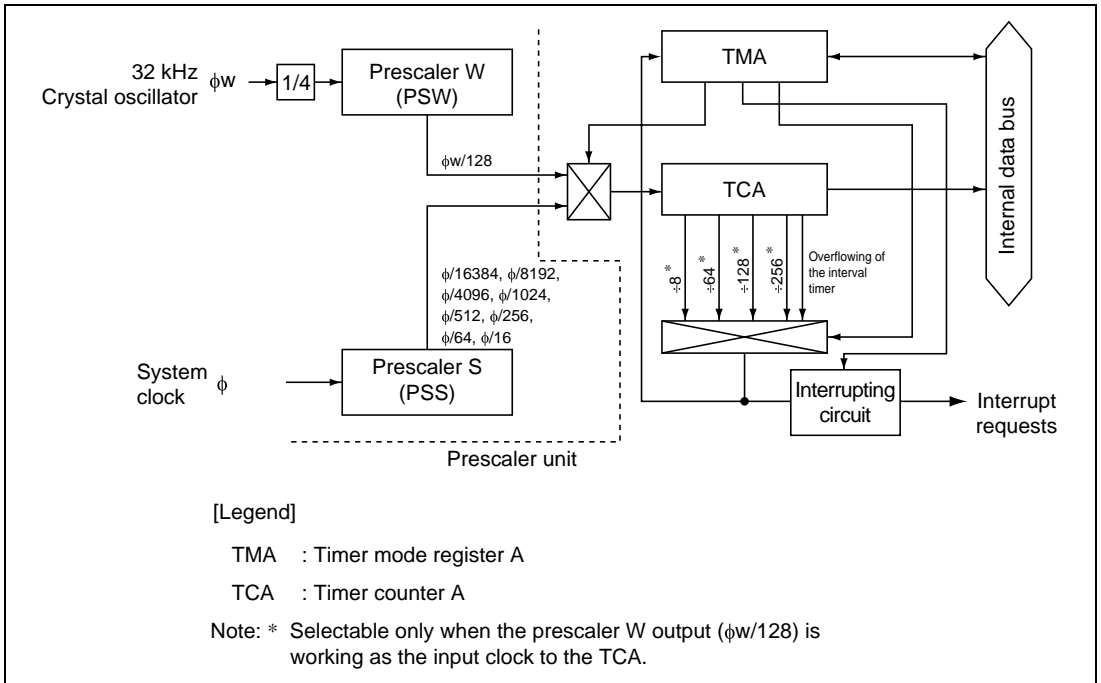 32 kHz
Crystal oscillator
ϕw
1/4
Prescaler W
(PSW)
ϕw/128
TMA
TCA
÷8 *
÷64 *
÷128 *
÷256 *
Overflowing of
the interval
timer
Internal data bus
ϕ/16384, ϕ/8192,
ϕ/4096, ϕ/1024,
ϕ/512, ϕ/256,
ϕ/64, ϕ/16
System
clock
ϕ
Prescaler S
(PSS)
Interrupting
circuit
Interrupt
requests
Prescaler unit
[Legend]
TMA : Timer mode register A
TCA : Timer counter A
Note: * Selectable only when the prescaler W output (ϕw/128) is
working as the input clock to the TCA.